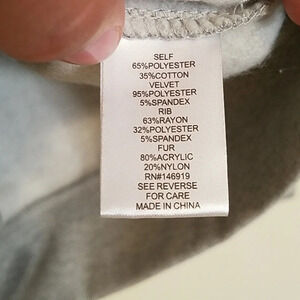 SELF
65%POLYESTER
35%COTTON
VELVET
95%POLYESTER
5%SPANDEX
RIB
63%RAYON
32%POLYESTER
5%SPANDEX
FUR
80%ACRYLIC
20%NYLON
RN#146919
SEE REVERSE
FOR CARE
MADE IN CHINA